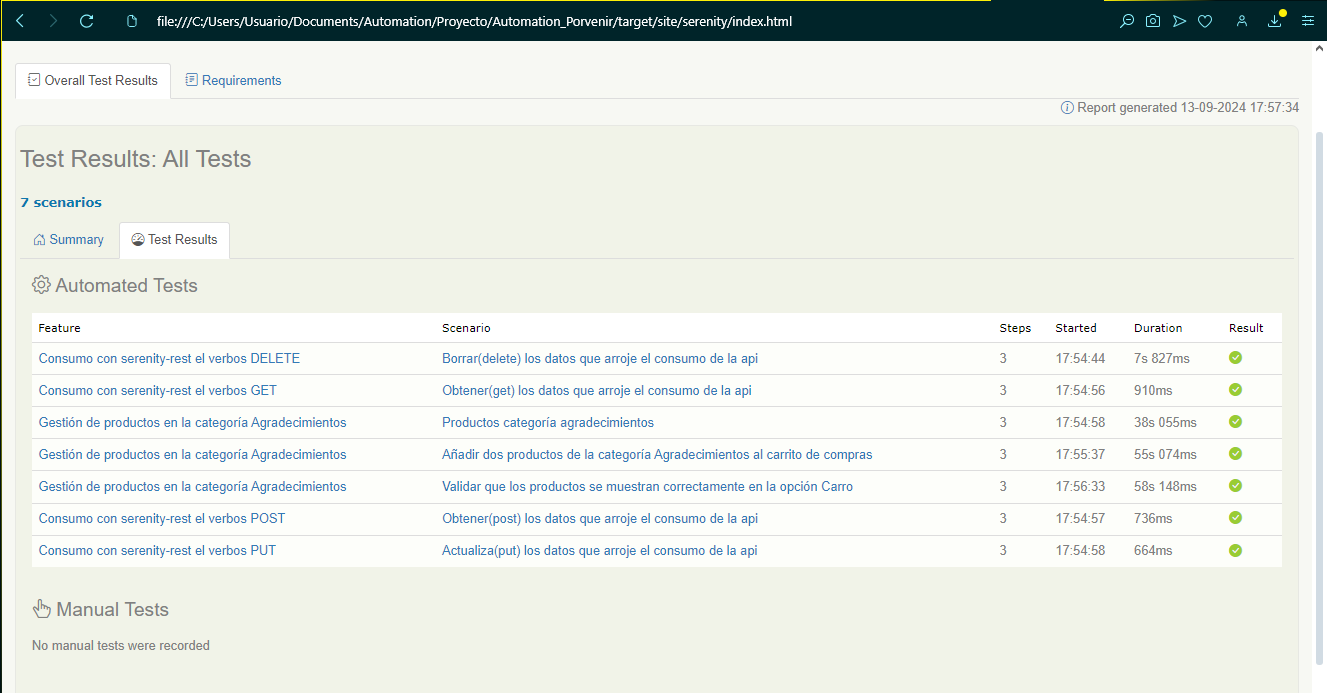 file:///C:/Users/Usuario/Documents/Automation/Proyecto/Automation_Porvenir/target/site/serenity/index.html
Overall Test Results Requirements
Report generated 13-09-2024 17:57:34
Test Results: All Tests
7 scenarios
Summary Test Results
Automated Tests
Feature Scenario Steps Started Duration Result
Consumo con serenity-rest el verbos DELETE Borrar(delete) los datos que arroje el consumo de la api 3 17:54:44 7s 827ms
Consumo con serenity-rest el verbos GET Obtener(get) los datos que arroje el consumo de la api 3 17:54:56 910ms
Gestión de productos en la categoría Agradecimientos Productos categoría agradecimientos 3 17:54:58 38s 055ms
Gestión de productos en la categoría Agradecimientos Añadir dos productos de la categoría Agradecimientos al carrito de compras 3 17:55:37 55s 074ms
Gestión de productos en la categoría Agradecimientos Validar que los productos se muestran correctamente en la opción Carro 3 17:56:33 58s 148ms
Consumo con serenity-rest el verbos POST Obtener(post) los datos que arroje el consumo de la api 3 17:54:57 736ms
Consumo con serenity-rest el verbos PUT Actualiza(put) los datos que arroje el consumo de la api 3 17:54:58 664ms
Manual Tests
No manual tests were recorded